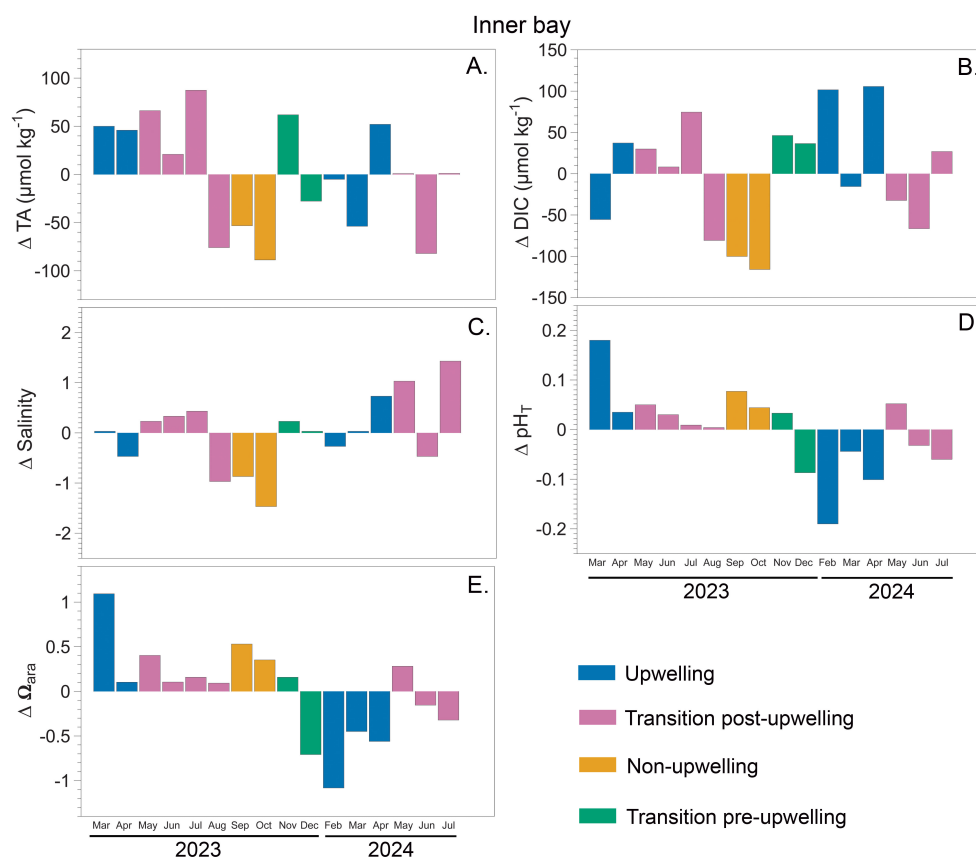 Inner bay
A.
Δ TA (µmol kg⁻¹)
100
50
0
-50
-100
B.
Δ DIC (µmol kg⁻¹)
150
100
50
0
-50
-100
-150
C.
Δ Salinity
2
1
0
-1
-2
D
Δ pH_T
0.2
0.1
0
-0.1
-0.2
Mar Apr May Jun Jul Aug Sep Oct Nov Dec Feb Mar Apr May Jun Jul
2023 2024
E.
Δ Ω_ara
1
0.5
0
-0.5
-1
Mar Apr May Jun Jul Aug Sep Oct Nov Dec Feb Mar Apr May Jun Jul
2023 2024
Upwelling
Transition post-upwelling
Non-upwelling
Transition pre-upwelling